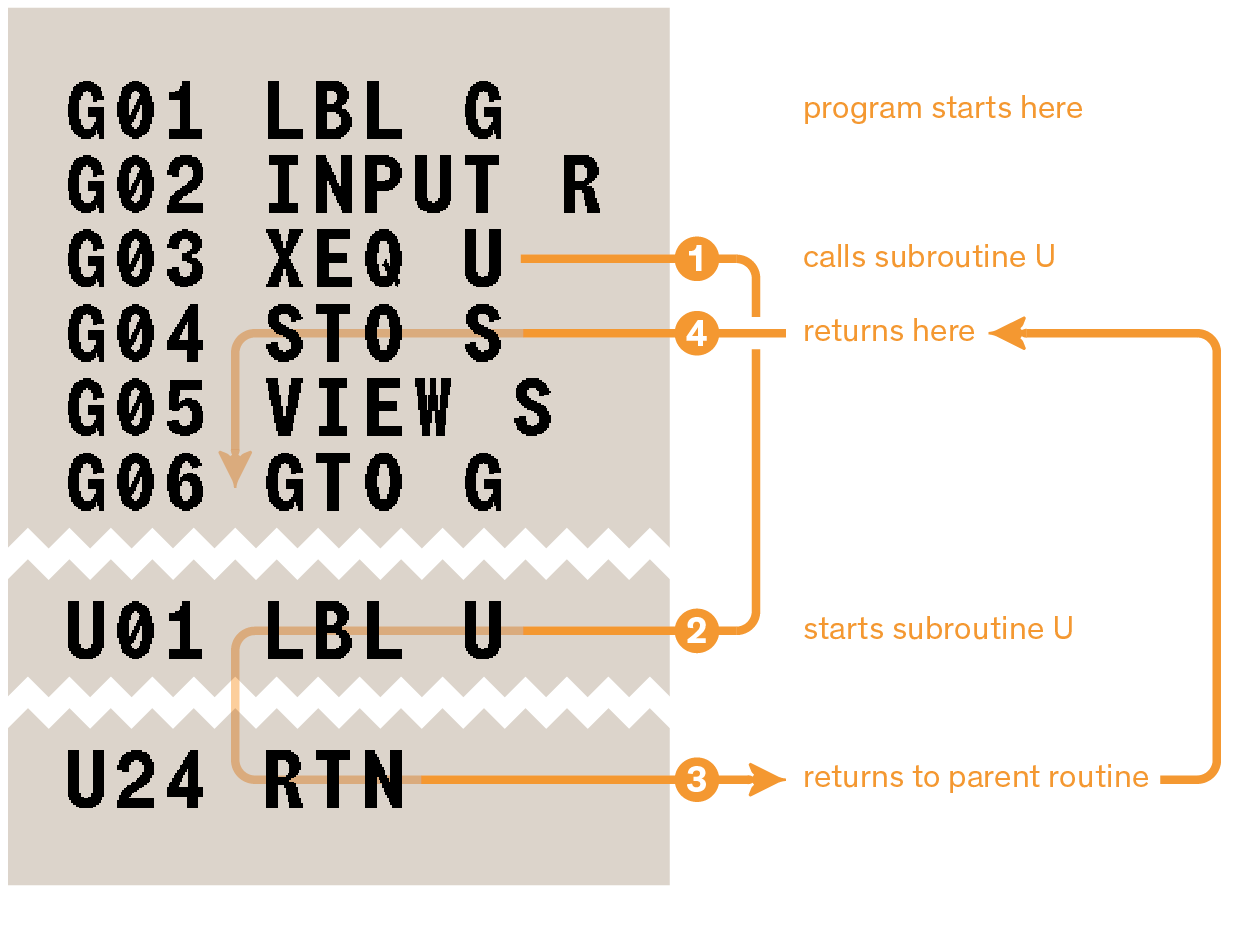 G01 LBL G program starts here
G02 INPUT R
G03 XEQ U 1 calls subroutine U
G04 STO S 4 returns here
G05 VIEW S
G06 GTO G
U01 LBL U 2 starts subroutine U
U24 RTN 3 returns to parent routine